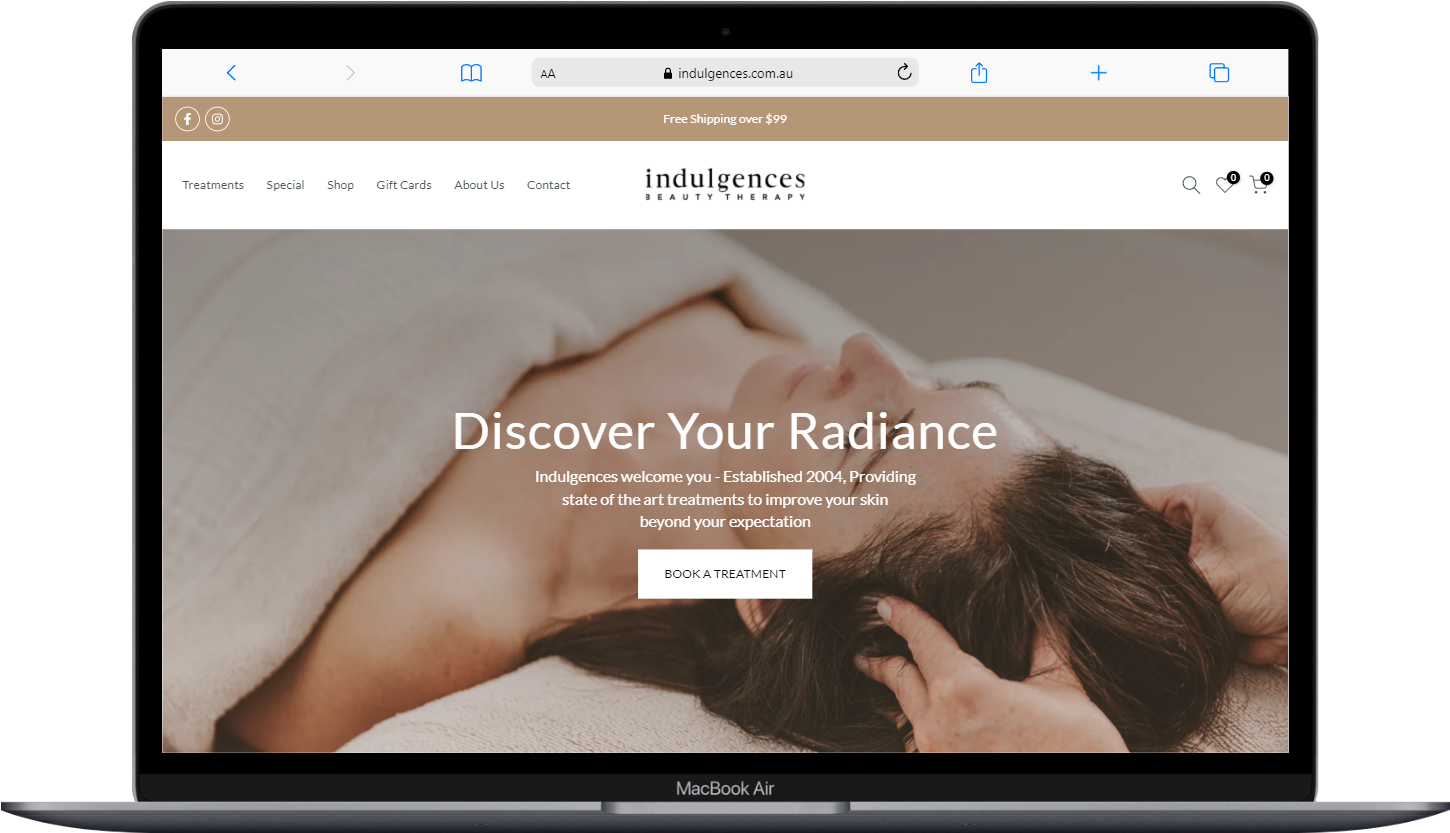 AA
indulgences.com.au
Free Shipping over $99
Treatments Special Shop Gift Cards About Us Contact
indulgences
BEAUTY THERAPY
0 0
Discover Your Radiance
Indulgences welcome you - Established 2004, Providing
state of the art treatments to improve your skin
beyond your expectation
BOOK A TREATMENT
MacBook Air